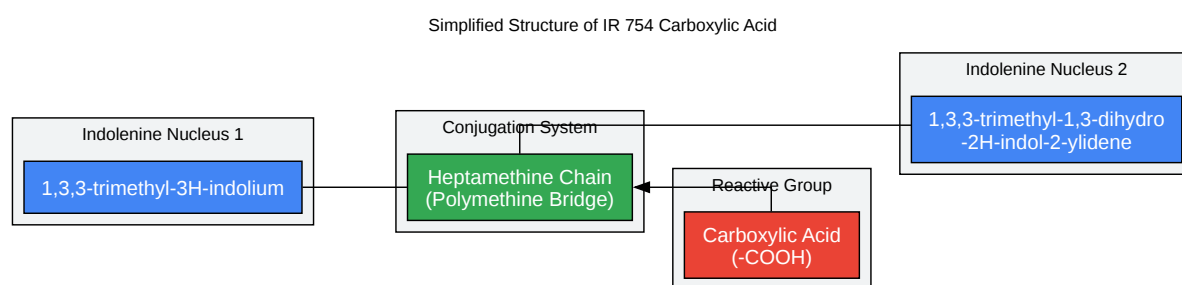 Simplified Structure of IR 754 Carboxylic Acid
Indolenine Nucleus 1
1,3,3-trimethyl-3H-indolium
Conjugation System
Heptamethine Chain
(Polymethine Bridge)
Reactive Group
Carboxylic Acid
(-COOH)
Indolenine Nucleus 2
1,3,3-trimethyl-1,3-dihydro
-2H-indol-2-ylidene